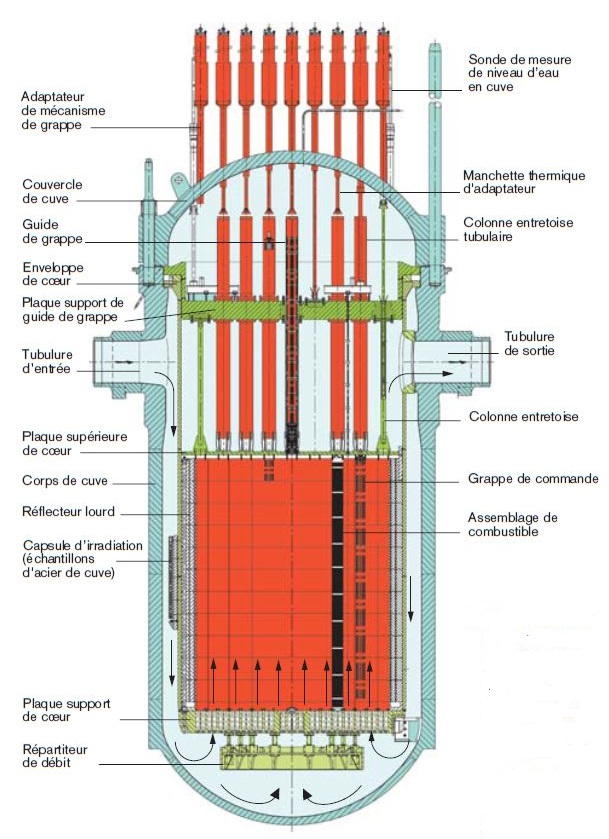 Adaptateur
de mécanisme
de grappe
Couvercle
de cuve
Guide
de grappe
Enveloppe
de cœur
Plaque support de
guide de grappe
Tubulure
d'entrée
Plaque supérieure
de cœur
Corps de cuve
Réflecteur lourd
Capsule d'irradiation
(échantillons
d'acier de cuve)
Plaque support
de cœur
Répartiteur
de débit
Sonde de mesure
de niveau d'eau
en cuve
Manchette thermique
d'adaptateur
Colonne entretoise
tubulaire
Tubulure
de sortie
Colonne entretoise
Grappe de commande
Assemblage de
combustible